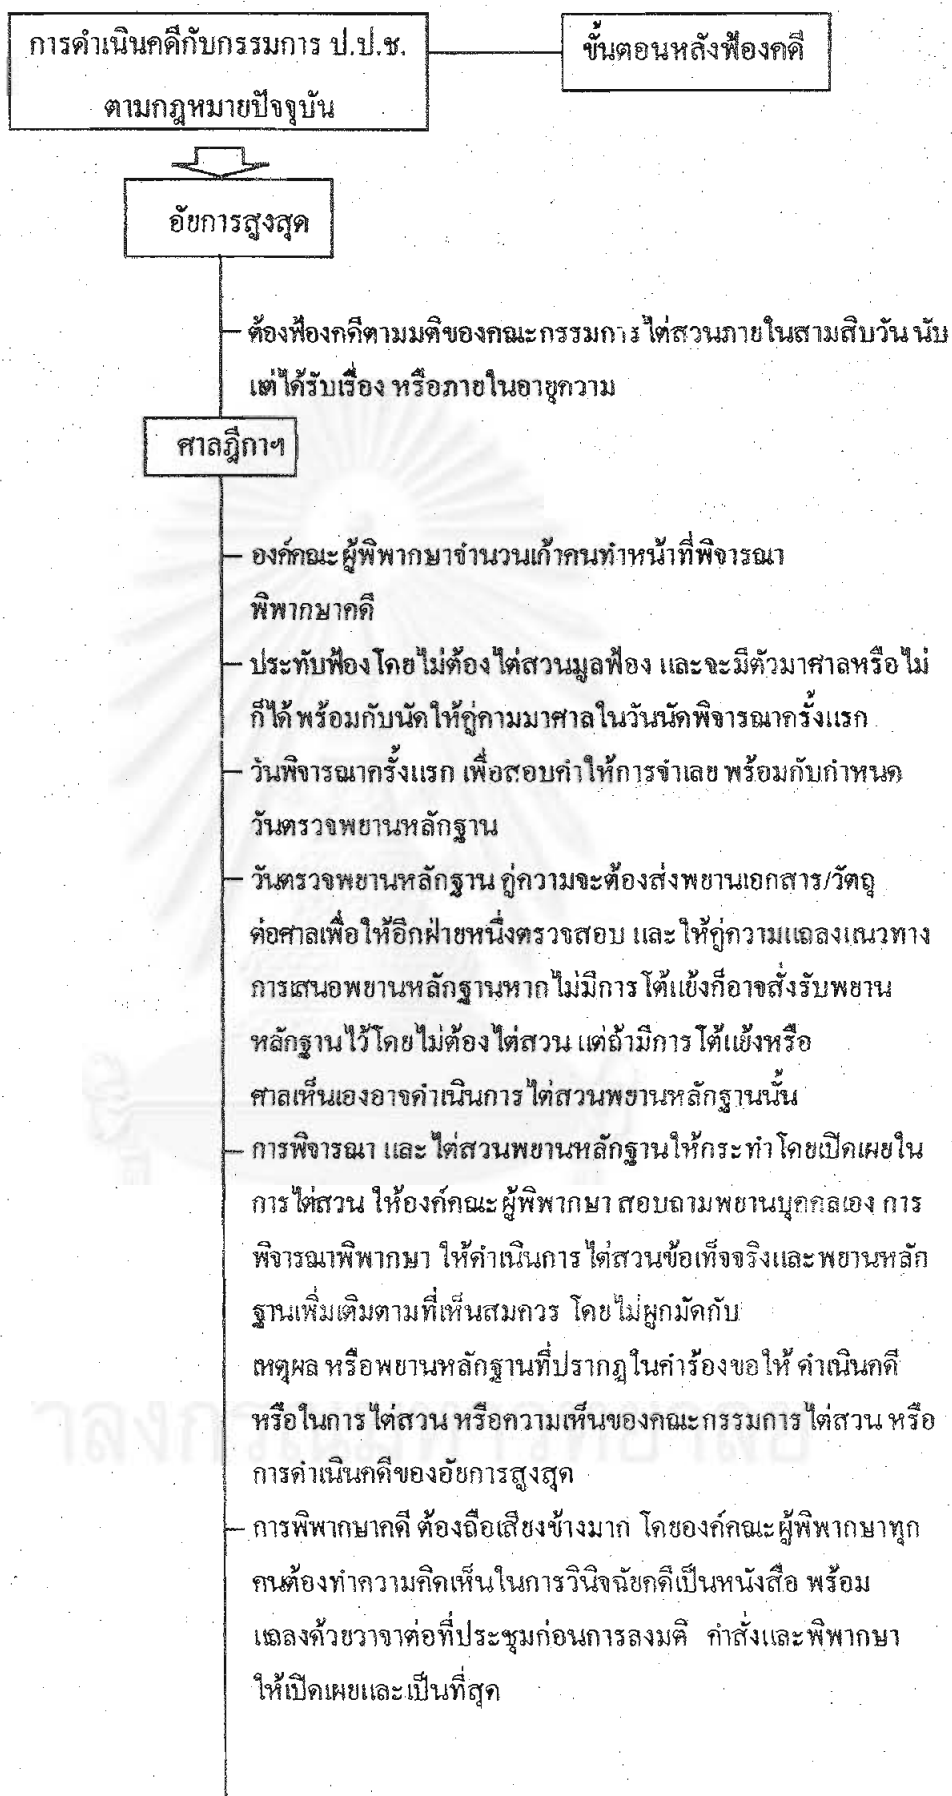 การดำเนินคดีกับกรรมการ ป.ป.ช.
ตามกฎหมายปัจจุบัน
ขั้นตอนหลังฟ้องคดี
อัยการสูงสุด
ต้องฟ้องคดีตามมติของคณะกรรมการไต่สวนภายในสามสิบวัน นับ
แต่ได้รับเรื่อง หรือภายในอายุความ
ศาลฎีกาฯ
องค์คณะผู้พิพากษาจำนวนเก้าคนทำหน้าที่พิจารณา
พิพากษาคดี
ประทับฟ้องโดยไม่ต้องไต่สวนมูลฟ้อง และจะมีตัวมาศาลหรือไม่
ก็ได้ พร้อมกับนัดให้คู่ความมาศาลในวันนัดพิจารณาครั้งแรก
วันพิจารณาครั้งแรก เพื่อสอบคำให้การจำเลย พร้อมกับกำหนด
วันตรวจพยานหลักฐาน
วันตรวจพยานหลักฐาน คู่ความจะต้องส่งพยานเอกสาร/วัตถุ
ต่อศาลเพื่อให้อีกฝ่ายหนึ่งตรวจสอบ และให้คู่ความแถลงแนวทาง
การเสนอพยานหลักฐานหากไม่มีการโต้แย้งก็อาจสั่งรับพยาน
หลักฐานไว้โดยไม่ต้องไต่สวน แต่ถ้ามีการโต้แย้งหรือ
ศาลเห็นเองอาจดำเนินการไต่สวนพยานหลักฐานนั้น
การพิจารณา และไต่สวนพยานหลักฐานให้กระทำโดยเปิดเผยใน
การไต่สวน ให้องค์คณะผู้พิพากษา สอบถามพยานบุคคลเอง การ
พิจารณาพิพากษา ให้ดำเนินการไต่สวนข้อเท็จจริงและพยานหลัก
ฐานเพิ่มเติมตามที่เห็นสมควร โดยไม่ผูกมัดกับ
เหตุผล หรือพยานหลักฐานที่ปรากฏในคำร้องขอให้ ดำเนินคดี
หรือในการไต่สวน หรือความเห็นของคณะกรรมการไต่สวน หรือ
การดำเนินคดีของอัยการสูงสุด
การพิพากษาคดี ต้องถือเสียงข้างมาก โดยองค์คณะผู้พิพากษาทุก
คนต้องทำความคิดเห็นในการวินิจฉัยคดีเป็นหนังสือ พร้อม
แถลงด้วยวาจาต่อที่ประชุมก่อนการลงมติ คำสั่งและพิพากษา
ให้เปิดเผยและเป็นที่สุด